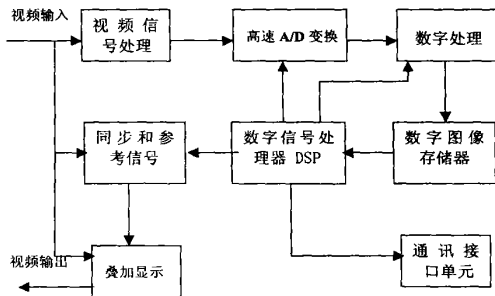 视频输入
视 频 信
号处理
高速 A/D 变换
数字处理
同 步 和 参
考信号
数字信号处
理器 DSP
数 字 图 像
存储器
视频输出
叠加显示
通 讯 接
口单元